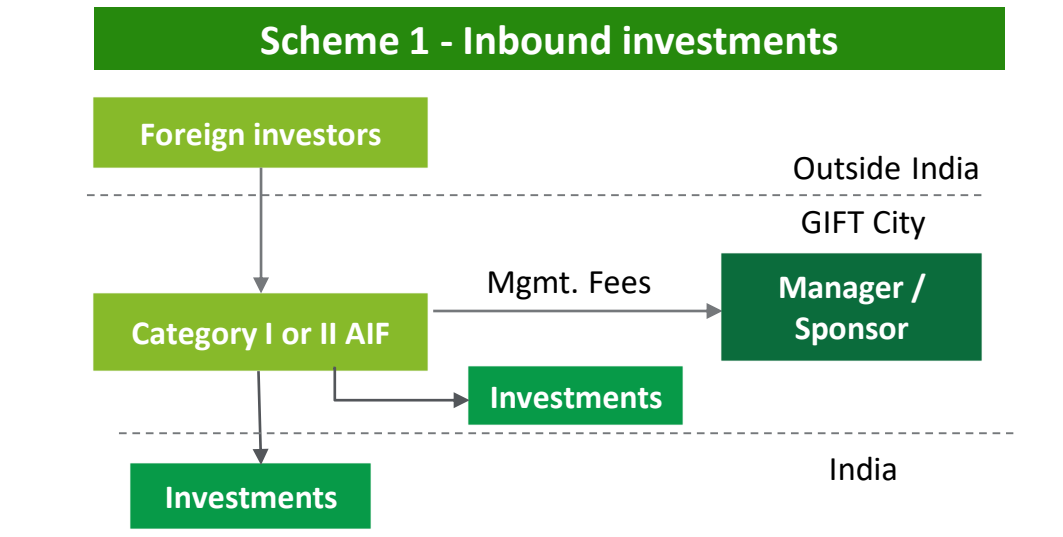 Scheme 1 - Inbound investments
Foreign investors
Outside India
GIFT City
Mgmt. Fees
Manager /
Sponsor
Category I or II AIF
Investments
India
Investments